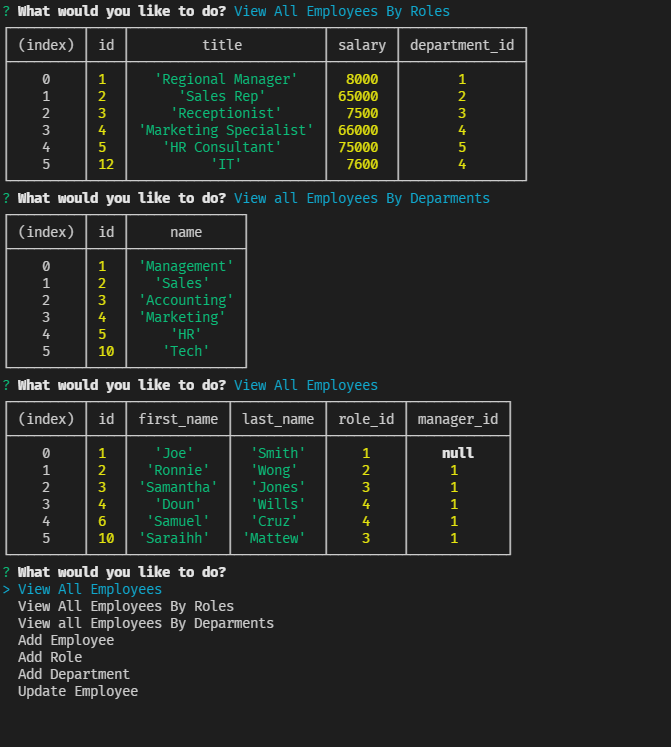 ? What would you like to do? View All Employees By Roles
(index) id title salary department_id
0 1 'Regional Manager' 8000 1
1 2 'Sales Rep' 65000 2
2 3 'Receptionist' 7500 3
3 4 'Marketing Specialist' 66000 4
4 5 'HR Consultant' 75000 5
5 12 'IT' 7600 4
? What would you like to do? View all Employees By Deparments
(index) id name
0 1 'Management'
1 2 'Sales'
2 3 'Accounting'
3 4 'Marketing'
4 5 'HR'
5 10 'Tech'
? What would you like to do? View All Employees
(index) id first_name last_name role_id manager_id
0 1 'Joe' 'Smith' 1 null
1 2 'Ronnie' 'Wong' 2 1
2 3 'Samantha' 'Jones' 3 1
3 4 'Doun' 'Wills' 4 1
4 6 'Samuel' 'Cruz' 4 1
5 10 'Saraihh' 'Mattew' 3 1
? What would you like to do?
> View All Employees
View All Employees By Roles
View all Employees By Deparments
Add Employee
Add Role
Add Department
Update Employee